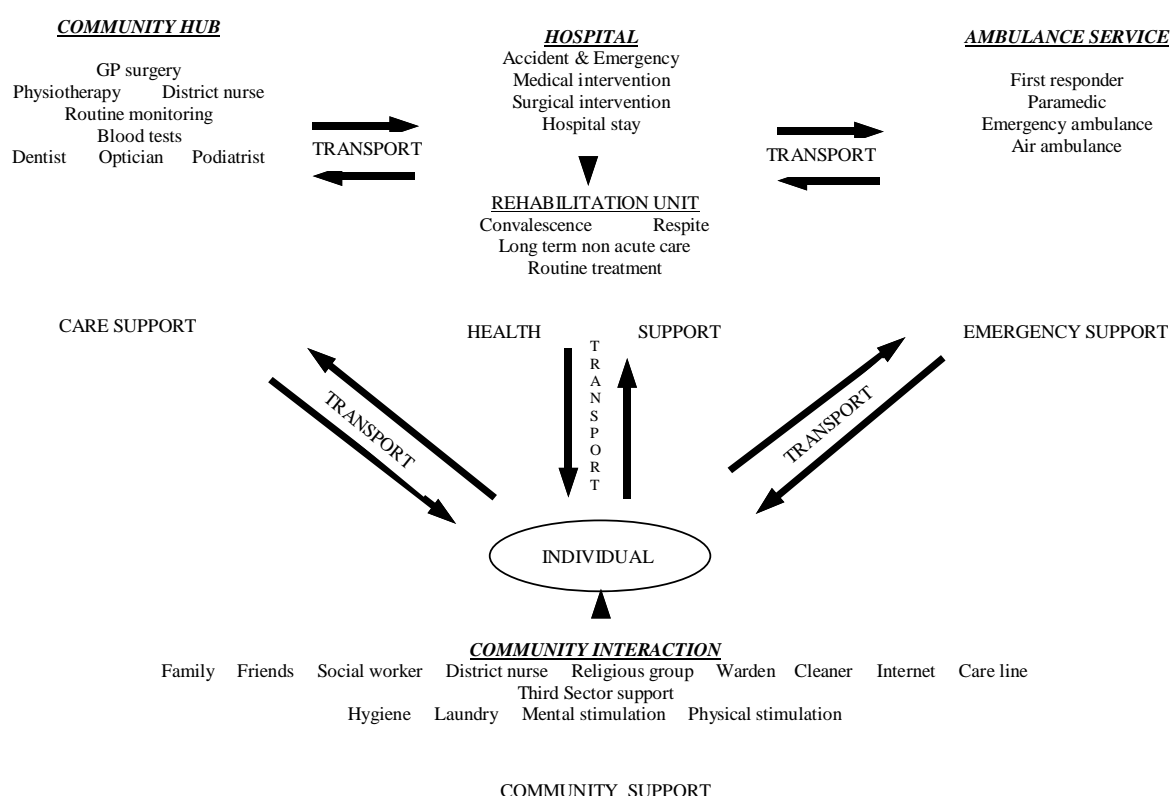 COMMUNITY HUB
GP surgery
Physiotherapy District nurse
Routine monitoring
Blood tests
Dentist Optician Podiatrist
TRANSPORT
HOSPITAL
Accident & Emergency
Medical intervention
Surgical intervention
Hospital stay
REHABILITATION UNIT
Convalescence Respite
Long term non acute care
Routine treatment
TRANSPORT
AMBULANCE SERVICE
First responder
Paramedic
Emergency ambulance
Air ambulance
CARE SUPPORT
HEALTH SUPPORT
EMERGENCY SUPPORT
TRANSPORT
TRANSPORT
TRANSPORT
INDIVIDUAL
COMMUNITY INTERACTION
Family Friends Social worker District nurse Religious group Warden Cleaner Internet Care line
Third Sector support
Hygiene Laundry Mental stimulation Physical stimulation
COMMUNITY SUPPORT